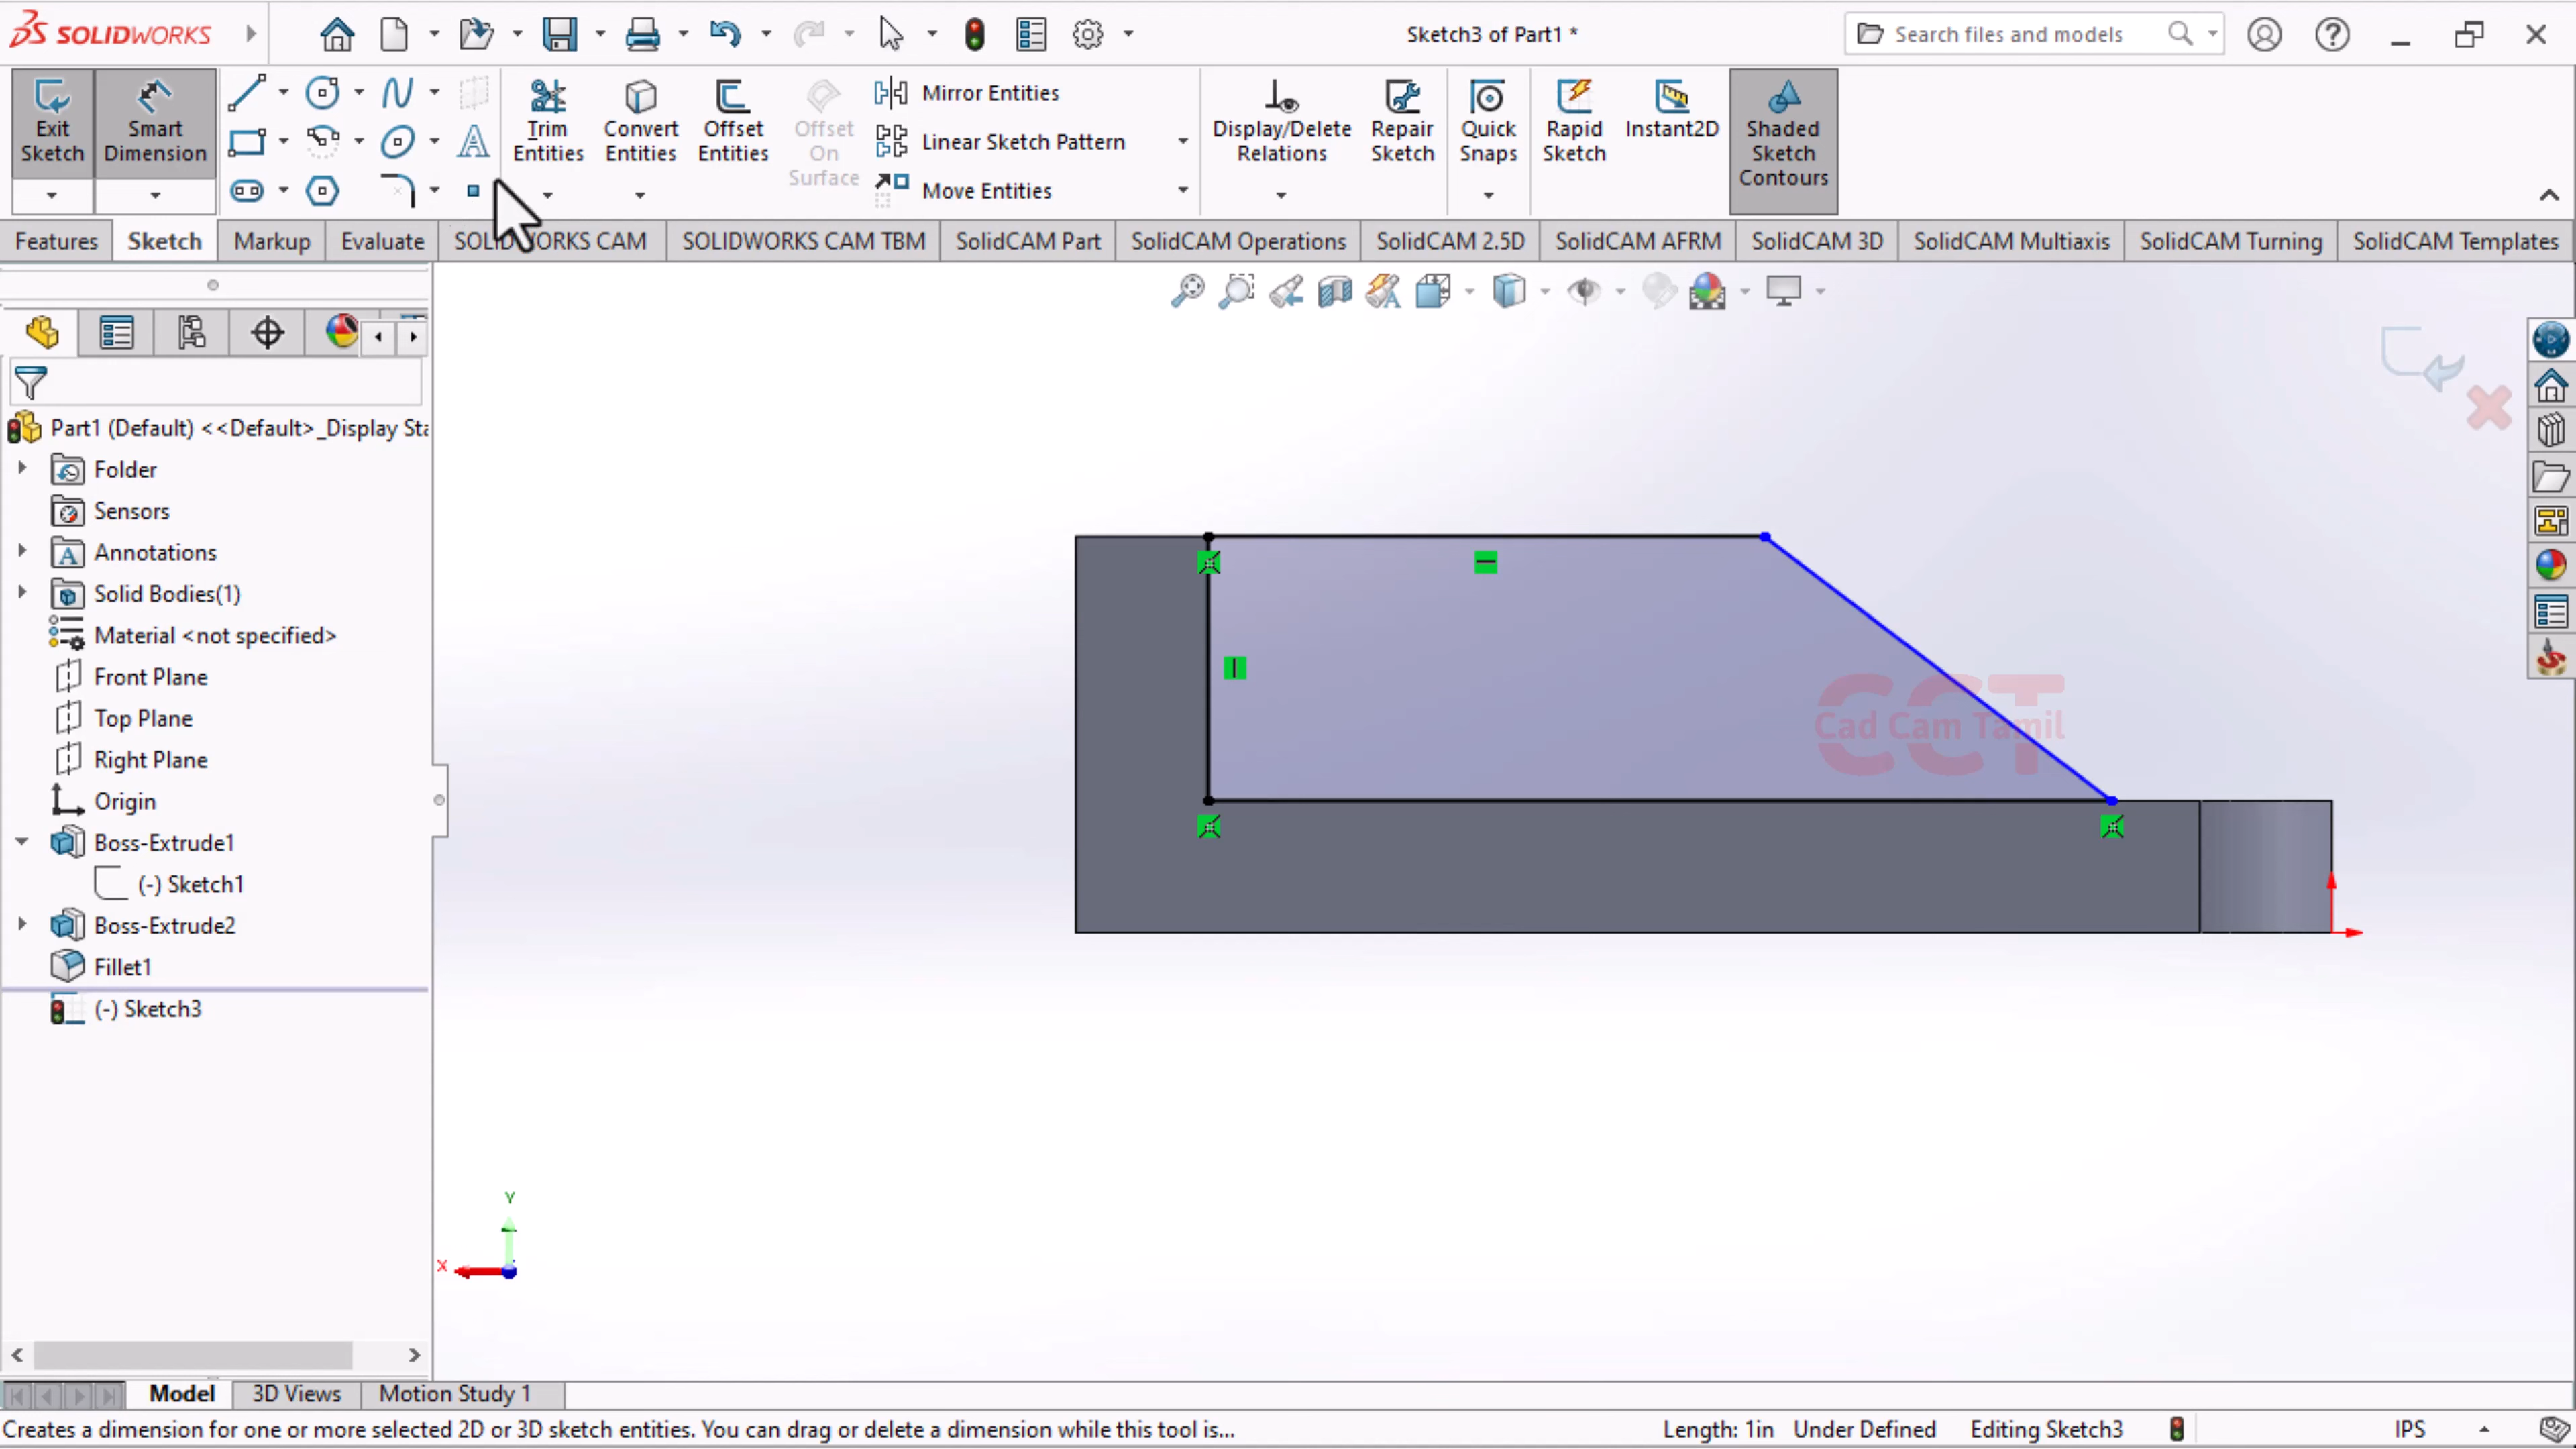 SOLIDWORKS
Sketch3 of Part1 *
Search files and models
Exit Sketch
Smart Dimension
Trim Entities
Convert Entities
Offset Entities
Offset On Surface
Mirror Entities
Linear Sketch Pattern
Move Entities
Display/Delete Relations
Repair Sketch
Quick Snaps
Rapid Sketch
Instant2D
Shaded Sketch Contours
Features
Sketch
Markup
Evaluate
SOLIDWORKS CAM
SOLIDWORKS CAM TBM
SolidCAM Part
SolidCAM Operations
SolidCAM 2.5D
SolidCAM AFRM
SolidCAM 3D
SolidCAM Multiaxis
SolidCAM Turning
SolidCAM Templates
Part1 (Default) <<Default>_Display Sta
Folder
Sensors
Annotations
Solid Bodies(1)
Material <not specified>
Front Plane
Top Plane
Right Plane
Origin
Boss-Extrude1
(-) Sketch1
Boss-Extrude2
Fillet1
(-) Sketch3
CCT
Cad Cam Tamil
Y
X
Model
3D Views
Motion Study 1
Creates a dimension for one or more selected 2D or 3D sketch entities. You can drag or delete a dimension while this tool is...
Length: 1in
Under Defined
Editing Sketch3
IPS